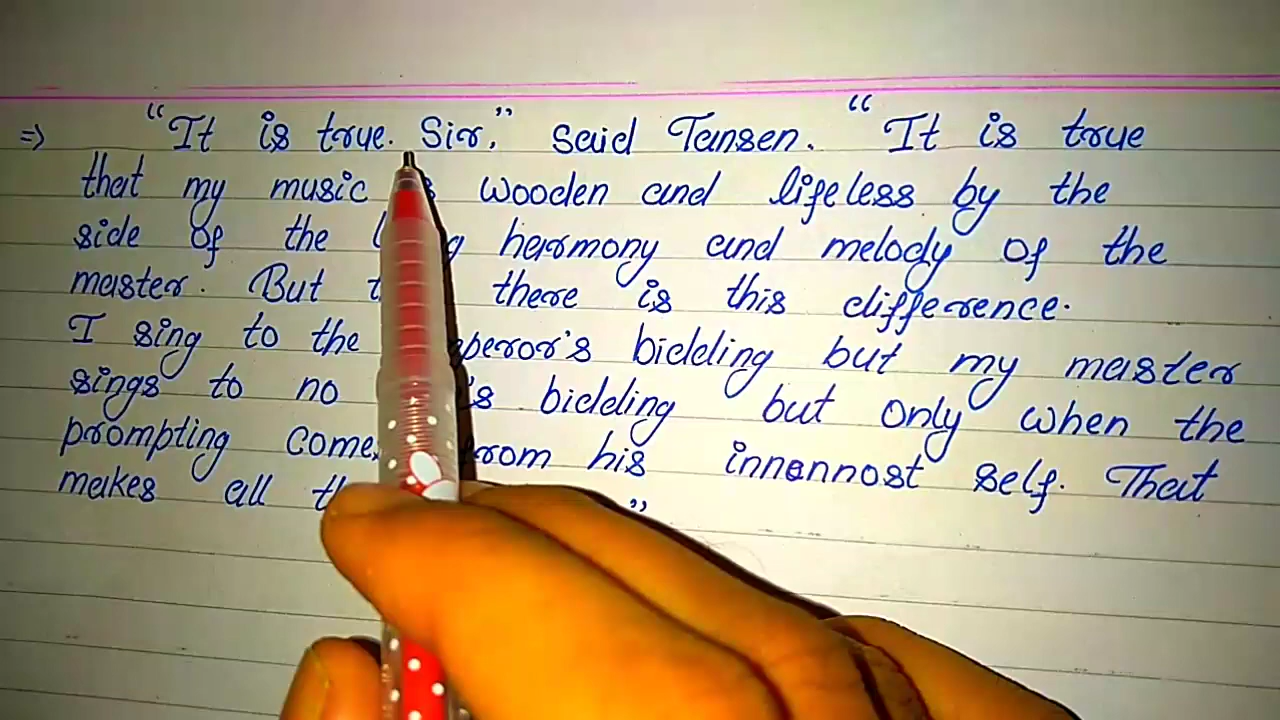 ⇒ "It is true. Sir," said Tansen. "It is true
that my music wooden and lifeless by the
side of the harmony and melody of the
master. But there is this difference.
I sing to the bidding but my master
sings to no bidding but only when the
prompting from his innannost self. That
makes all "